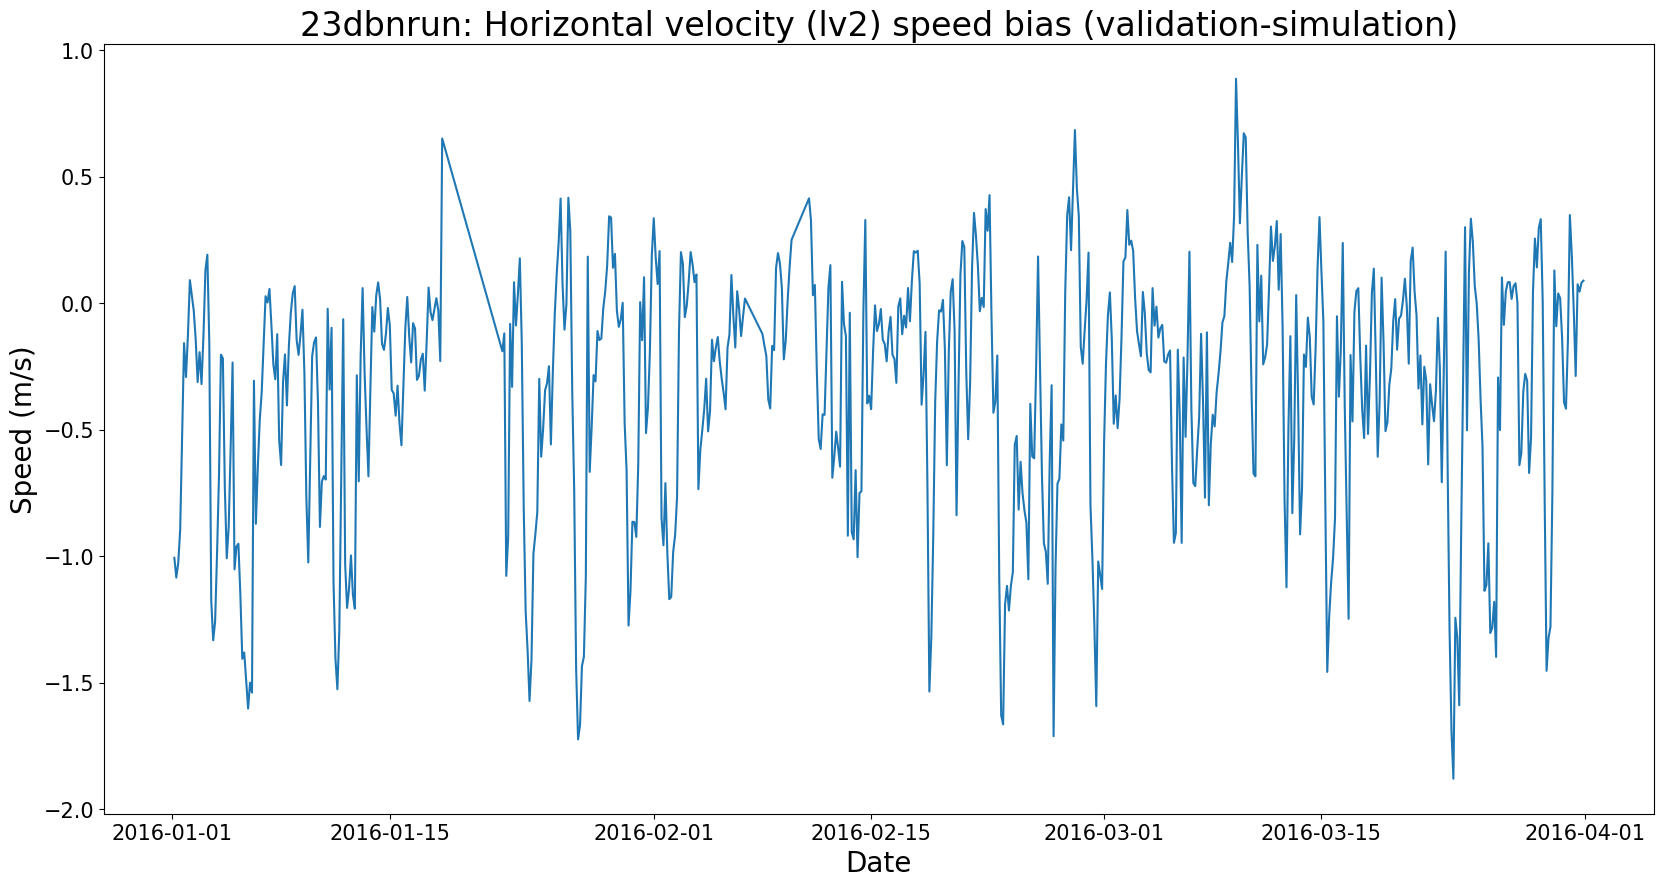 23dbnrun: Horizontal velocity (lv2) speed bias (validation-simulation)
Speed (m/s)
1.0
0.5
0.0
−0.5
−1.0
−1.5
−2.0
2016-01-01 2016-01-15 2016-02-01 2016-02-15 2016-03-01 2016-03-15 2016-04-01
Date